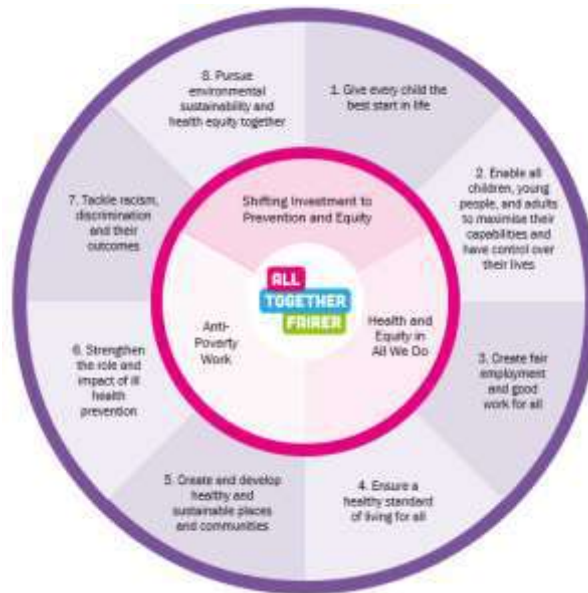 8. Pursue
environmental
sustainability and
health equity together
1. Give every child the
best start in life
2. Enable all
children, young
people, and adults
to maximise their
capabilities and
have control over
their lives
3. Create fair
employment
and good
work for all
4. Ensure a
healthy standard
of living for all
5. Create and develop
healthy and
sustainable places
and communities
6. Strengthen
the role and
impact of ill
health
prevention
7. Tackle racism,
discrimination
and their
outcomes
Shifting Investment to
Prevention and Equity
Health and
Equity in
All We Do
Anti-
Poverty
Work
ALL
TOGETHER
FAIRER